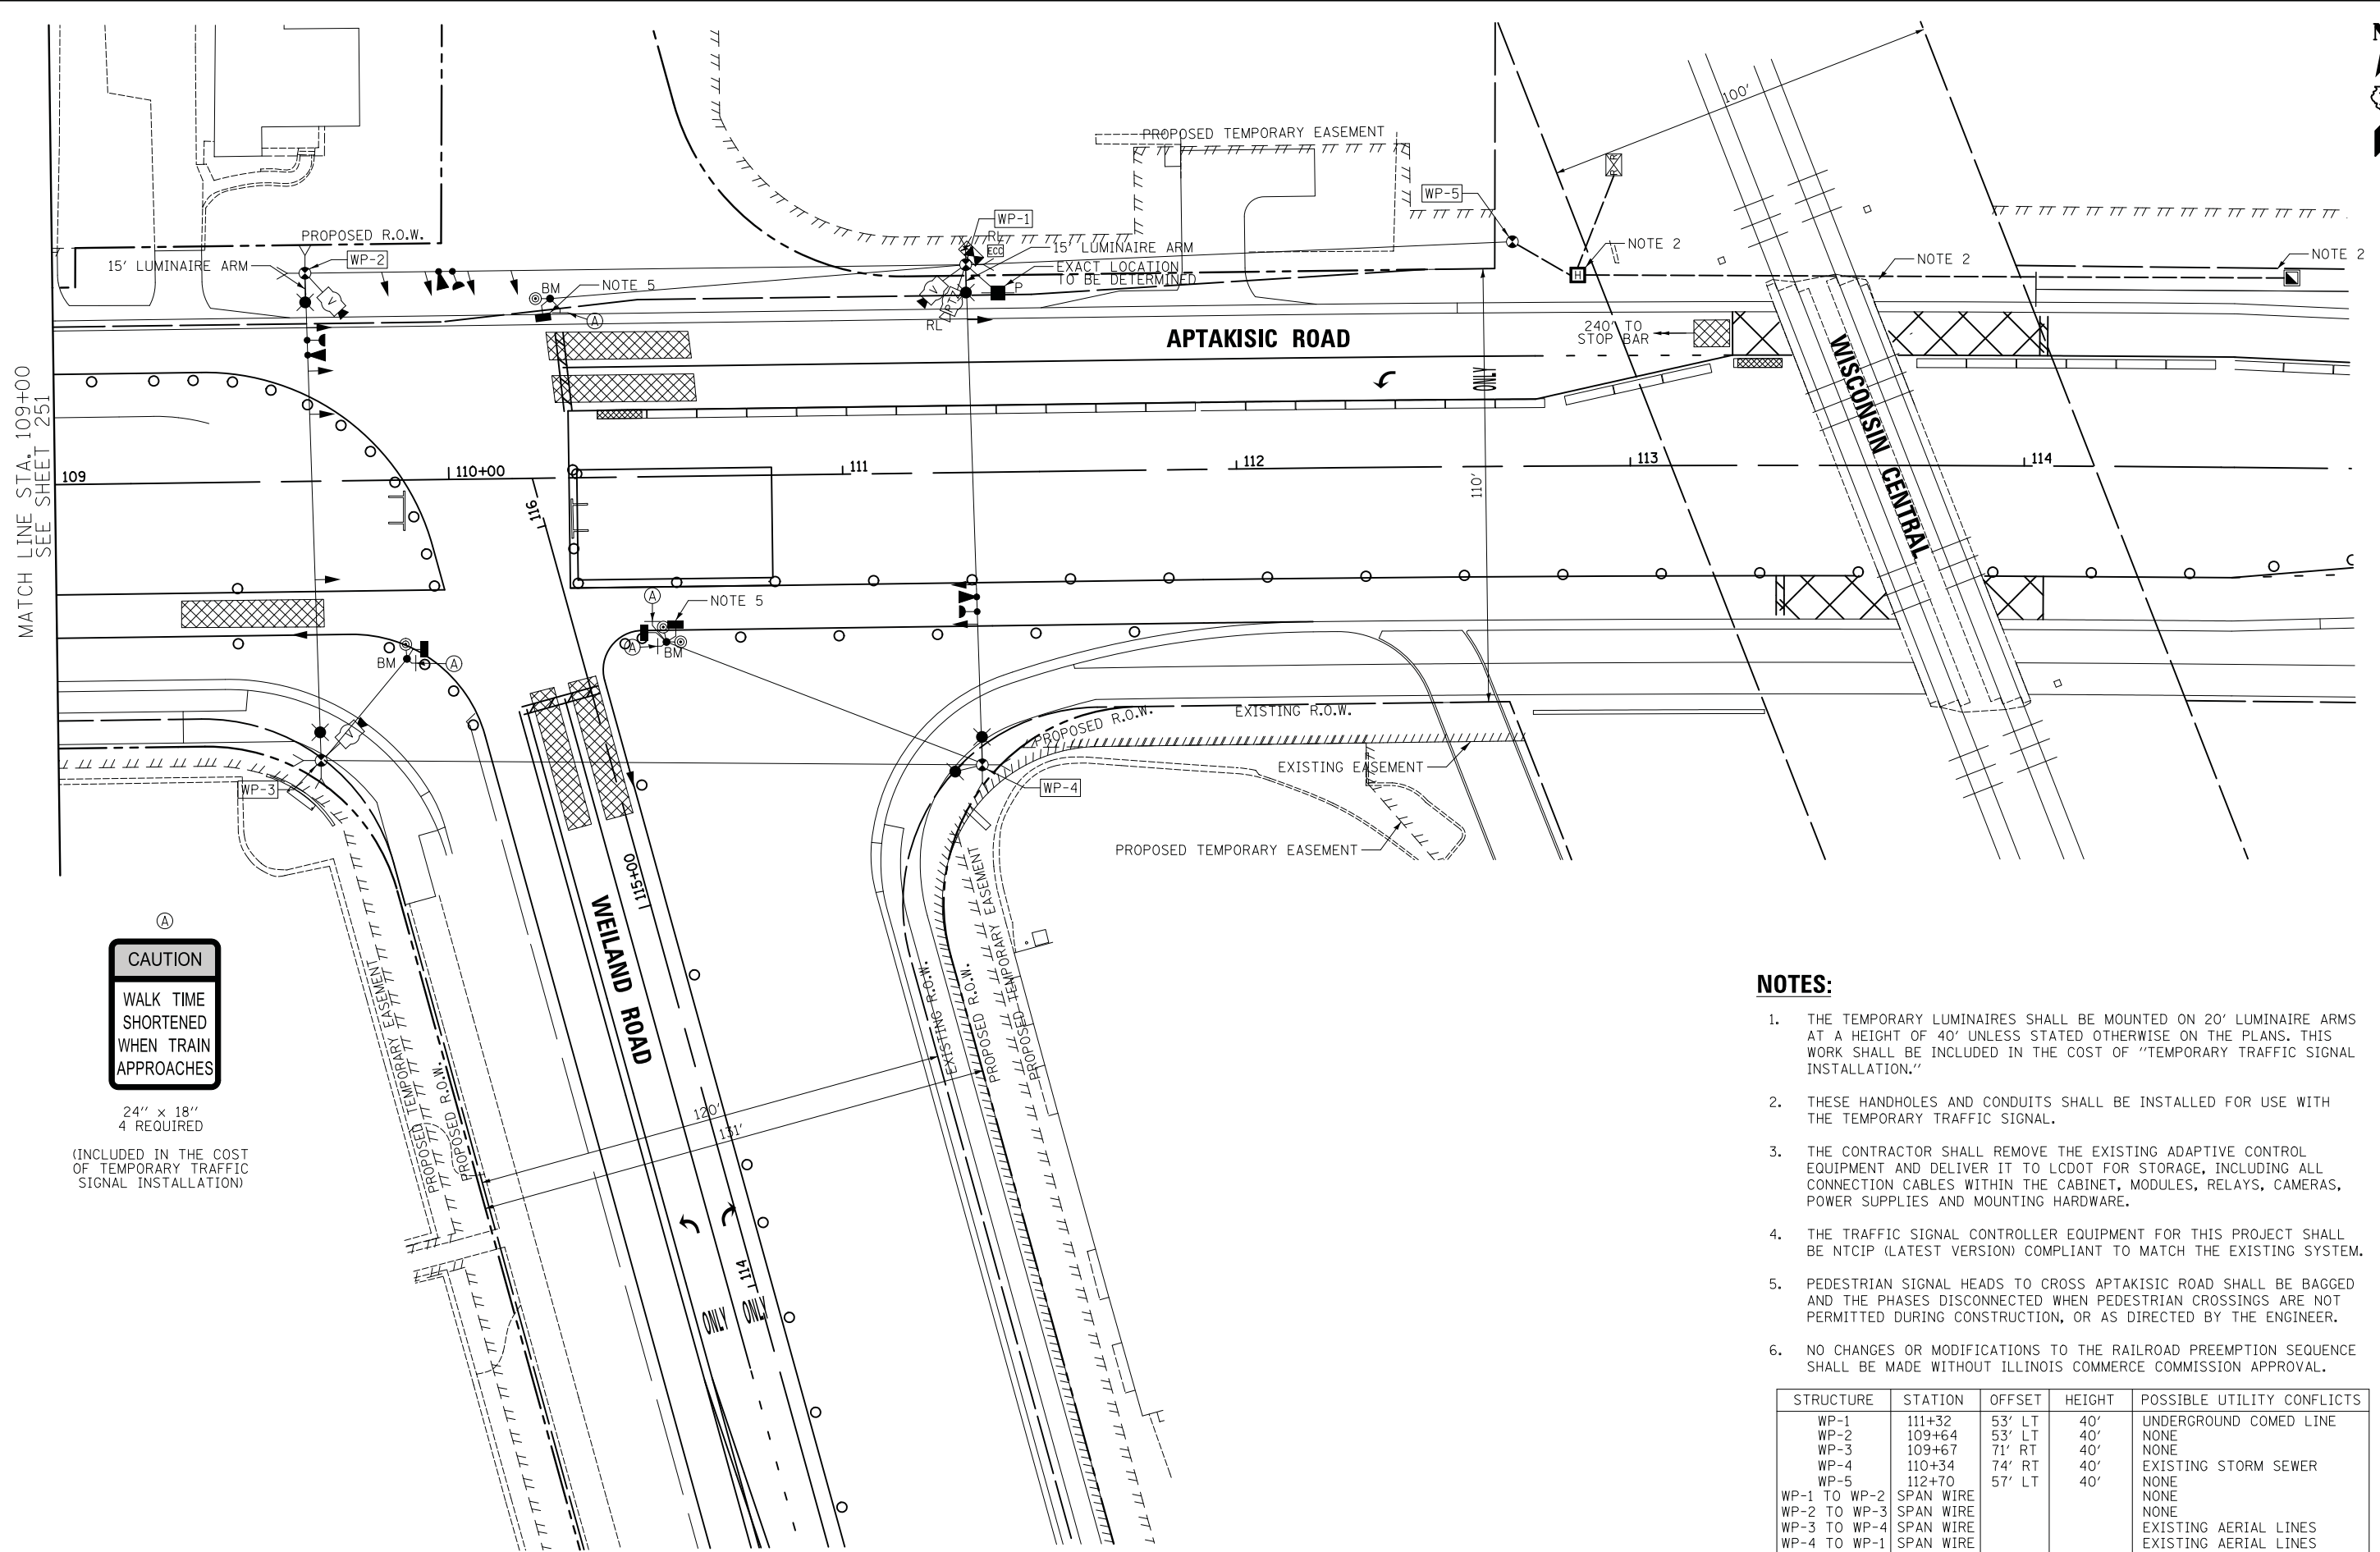 PROPOSED TEMPORARY EASEMENT
100'
WP-5
WP-1
RL
ECC
PROPOSED R.O.W.
15' LUMINAIRE ARM
WP-2
15' LUMINAIRE ARM
EXACT LOCATION
TO BE DETERMINED
P
H
NOTE 2
NOTE 2
NOTE 2
BM
NOTE 5
V
V
RL
A
APTAKISIC ROAD
240' TO
STOP BAR
ONLY
WISCONSIN CENTRAL
MATCH LINE STA. 109+00
SEE SHEET 251
109
110+00
111
112
113
114
116
110'
A
NOTE 5
BM
A
A
BM
V
WP-3
WP-4
PROPOSED R.O.W.
EXISTING R.O.W.
EXISTING EASEMENT
PROPOSED TEMPORARY EASEMENT
115+00
WEILAND ROAD
PROPOSED TEMPORARY EASEMENT
PROPOSED R.O.W.
PROPOSED TEMPORARY EASEMENT
PROPOSED R.O.W.
EXISTING R.O.W.
PROPOSED R.O.W.
PROPOSED TEMPORARY EASEMENT
PROPOSED TEMPORARY EASEMENT
120'
131'
114
ONLY
ONLY
A
CAUTION
WALK TIME
SHORTENED
WHEN TRAIN
APPROACHES
24" x 18"
4 REQUIRED
(INCLUDED IN THE COST
OF TEMPORARY TRAFFIC
SIGNAL INSTALLATION)
NOTES:
1. THE TEMPORARY LUMINAIRES SHALL BE MOUNTED ON 20' LUMINAIRE ARMS
AT A HEIGHT OF 40' UNLESS STATED OTHERWISE ON THE PLANS. THIS
WORK SHALL BE INCLUDED IN THE COST OF "TEMPORARY TRAFFIC SIGNAL
INSTALLATION."
2. THESE HANDHOLES AND CONDUITS SHALL BE INSTALLED FOR USE WITH
THE TEMPORARY TRAFFIC SIGNAL.
3. THE CONTRACTOR SHALL REMOVE THE EXISTING ADAPTIVE CONTROL
EQUIPMENT AND DELIVER IT TO LCDOT FOR STORAGE, INCLUDING ALL
CONNECTION CABLES WITHIN THE CABINET, MODULES, RELAYS, CAMERAS,
POWER SUPPLIES AND MOUNTING HARDWARE.
4. THE TRAFFIC SIGNAL CONTROLLER EQUIPMENT FOR THIS PROJECT SHALL
BE NTCIP (LATEST VERSION) COMPLIANT TO MATCH THE EXISTING SYSTEM.
5. PEDESTRIAN SIGNAL HEADS TO CROSS APTAKISIC ROAD SHALL BE BAGGED
AND THE PHASES DISCONNECTED WHEN PEDESTRIAN CROSSINGS ARE NOT
PERMITTED DURING CONSTRUCTION, OR AS DIRECTED BY THE ENGINEER.
6. NO CHANGES OR MODIFICATIONS TO THE RAILROAD PREEMPTION SEQUENCE
SHALL BE MADE WITHOUT ILLINOIS COMMERCE COMMISSION APPROVAL.
STRUCTURE STATION OFFSET HEIGHT POSSIBLE UTILITY CONFLICTS
WP-1 111+32 53' LT 40' UNDERGROUND COMED LINE
WP-2 109+64 53' LT 40' NONE
WP-3 109+67 71' RT 40' NONE
WP-4 110+34 74' RT 40' EXISTING STORM SEWER
WP-5 112+70 57' LT 40' NONE
WP-1 TO WP-2 SPAN WIRE NONE
WP-2 TO WP-3 SPAN WIRE NONE
WP-3 TO WP-4 SPAN WIRE EXISTING AERIAL LINES
WP-4 TO WP-1 SPAN WIRE EXISTING AERIAL LINES